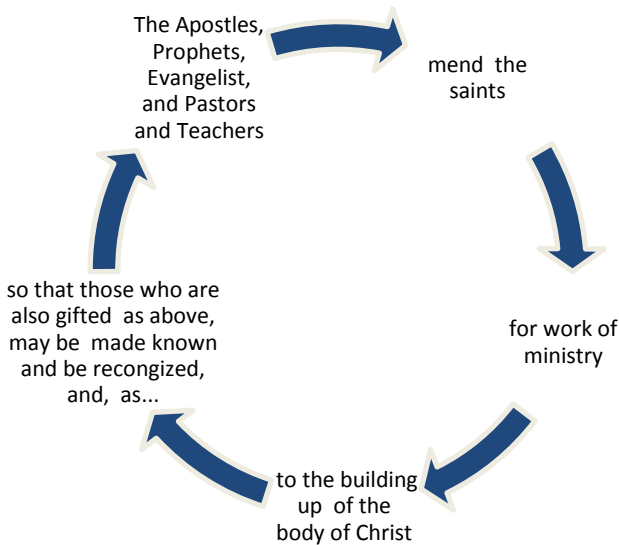 The Apostles,
Prophets,
Evangelist,
and Pastors
and Teachers
mend the
saints
for work of
ministry
to the building
up of the
body of Christ
so that those who are
also gifted as above,
may be made known
and be recongized,
and, as...